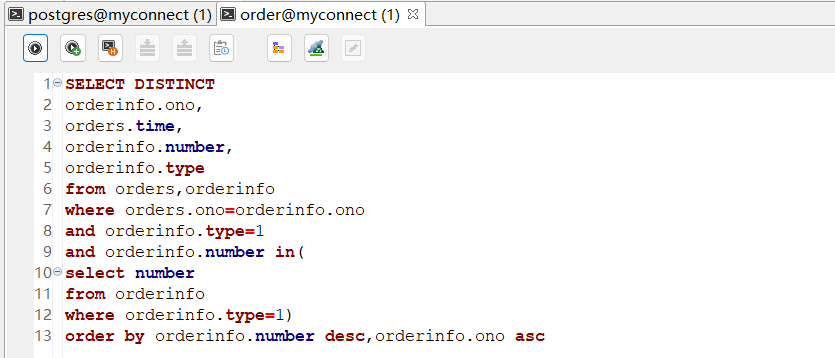 postgres@myconnect (1) order@myconnect (1)
1 SELECT DISTINCT
2 orderinfo.ono,
3 orders.time,
4 orderinfo.number,
5 orderinfo.type
6 from orders,orderinfo
7 where orders.ono=orderinfo.ono
8 and orderinfo.type=1
9 and orderinfo.number in(
10 select number
11 from orderinfo
12 where orderinfo.type=1)
13 order by orderinfo.number desc,orderinfo.ono asc